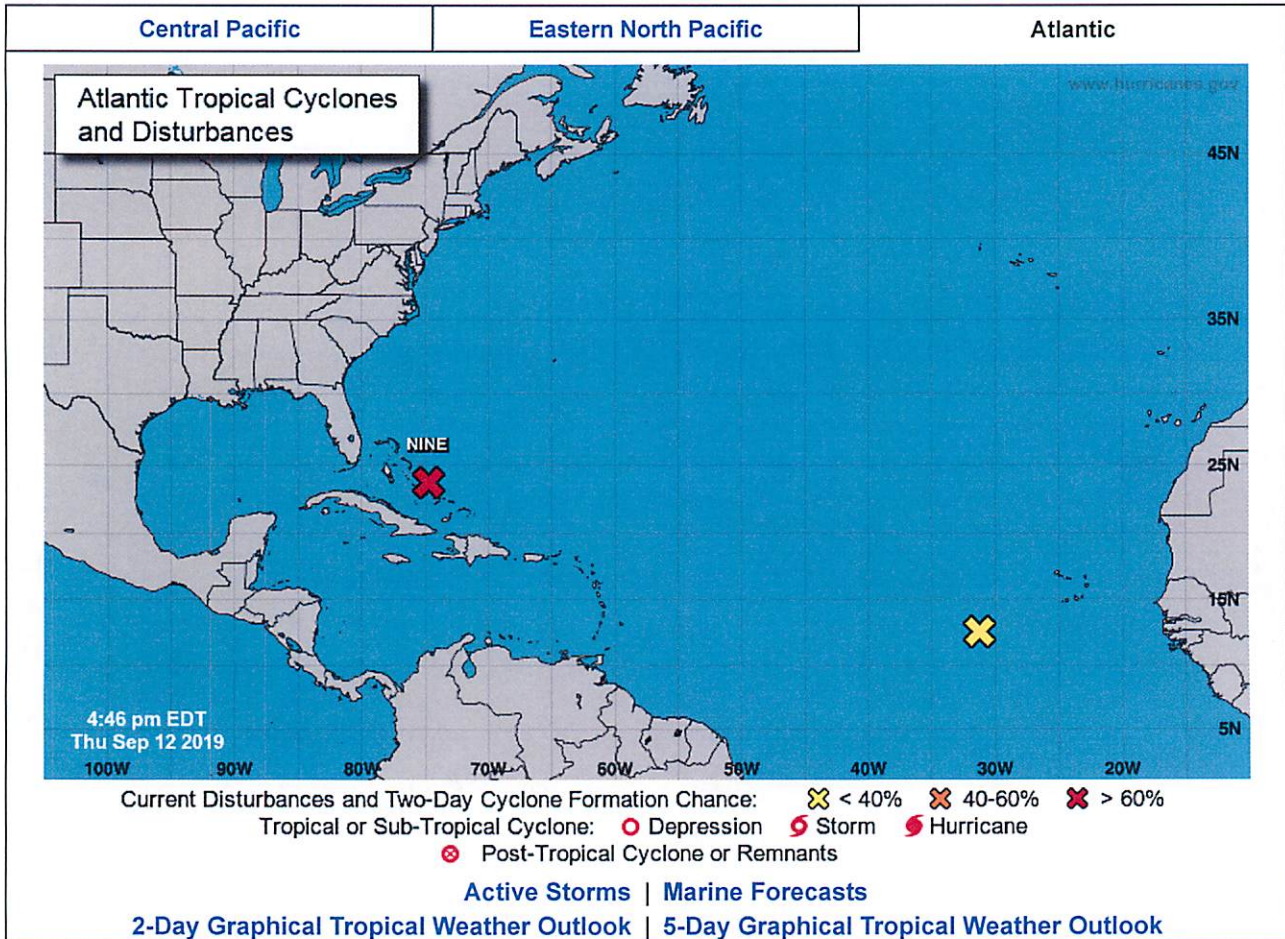 Central Pacific
Eastern North Pacific
Atlantic
Atlantic Tropical Cyclones
and Disturbances
www.hurricanes.gov
45N
35N
NINE
25N
15N
4:46 pm EDT
Thu Sep 12 2019
5N
100W 90W 80W 70W 60W 50W 40W 30W 20W
Current Disturbances and Two-Day Cyclone Formation Chance: < 40% 40-60% > 60%
Tropical or Sub-Tropical Cyclone: Depression Storm Hurricane
Post-Tropical Cyclone or Remnants
Active Storms | Marine Forecasts
2-Day Graphical Tropical Weather Outlook | 5-Day Graphical Tropical Weather Outlook